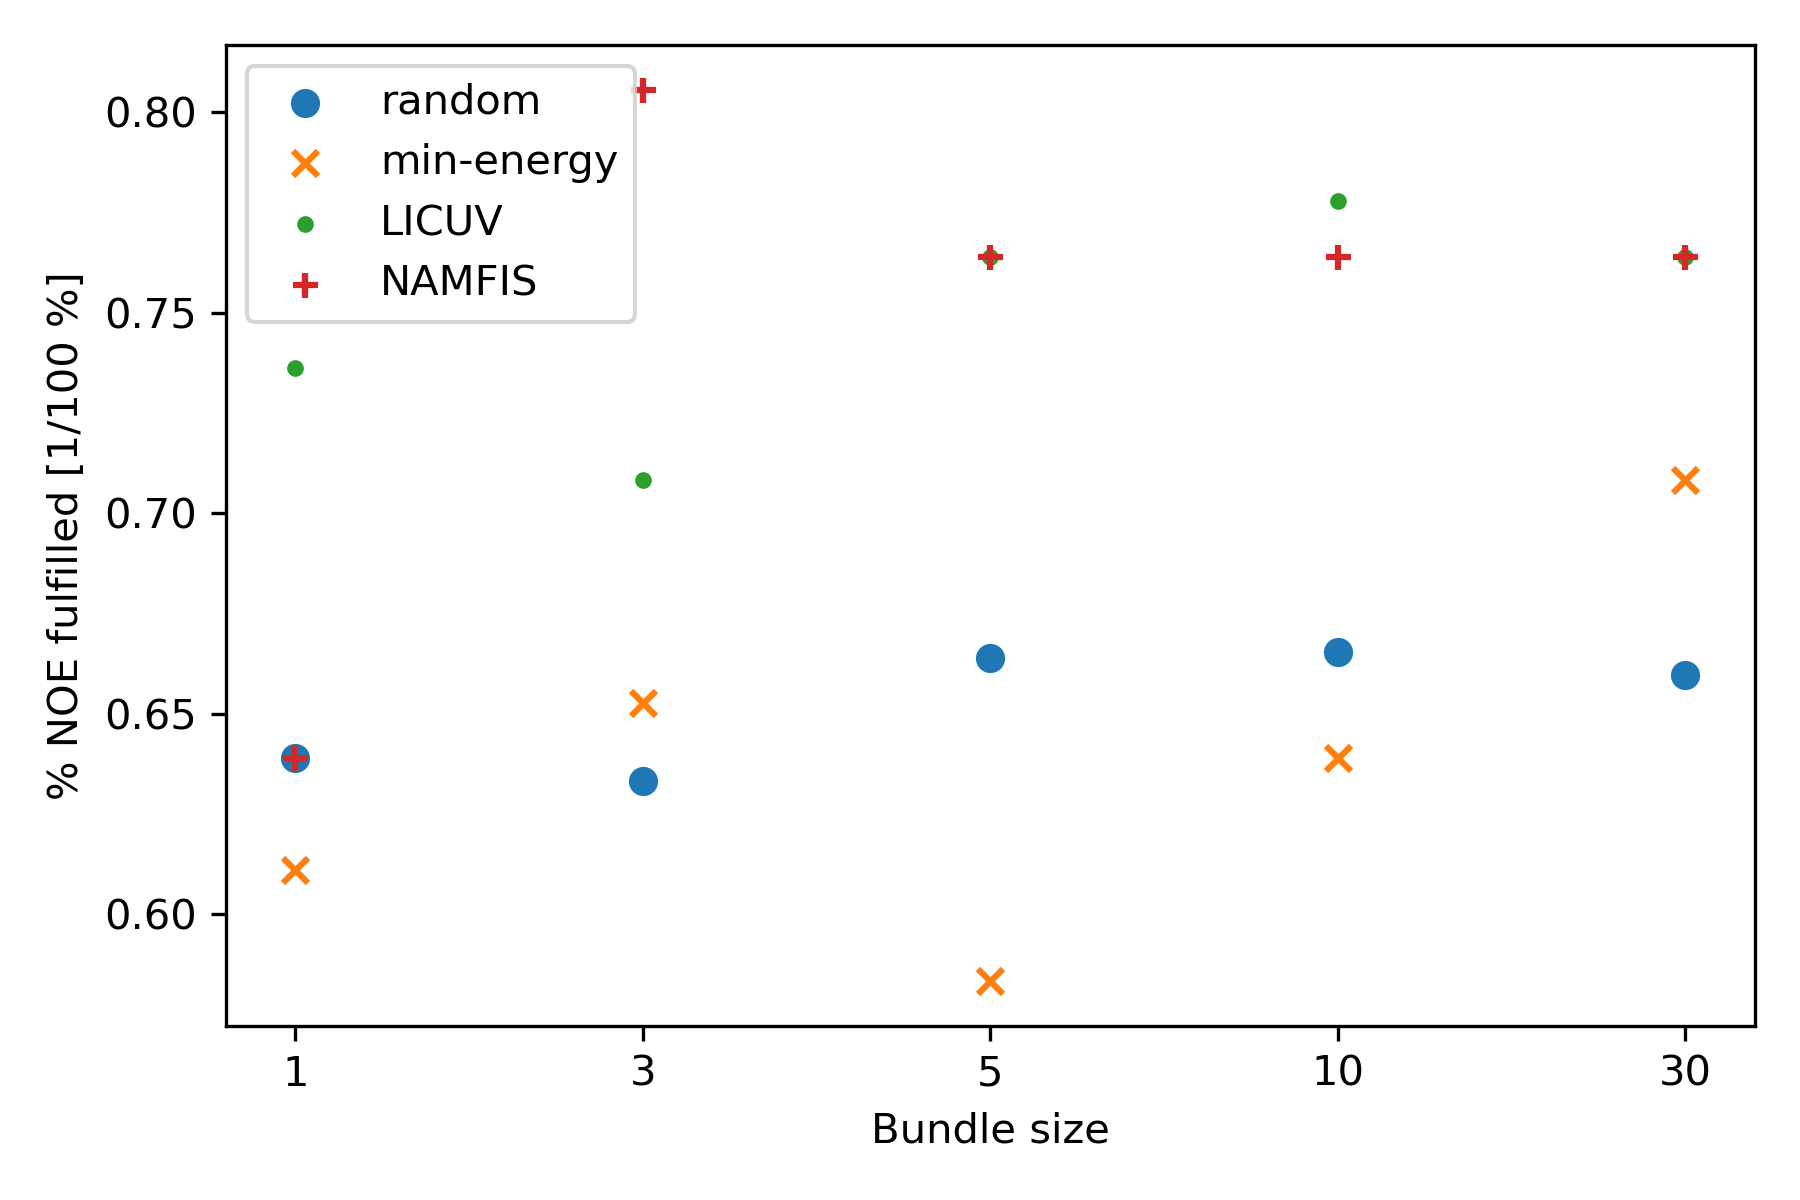 random
min-energy
LICUV
NAMFIS
0.80
0.75
0.70
0.65
0.60
% NOE fulfilled [1/100 %]
1 3 5 10 30
Bundle size